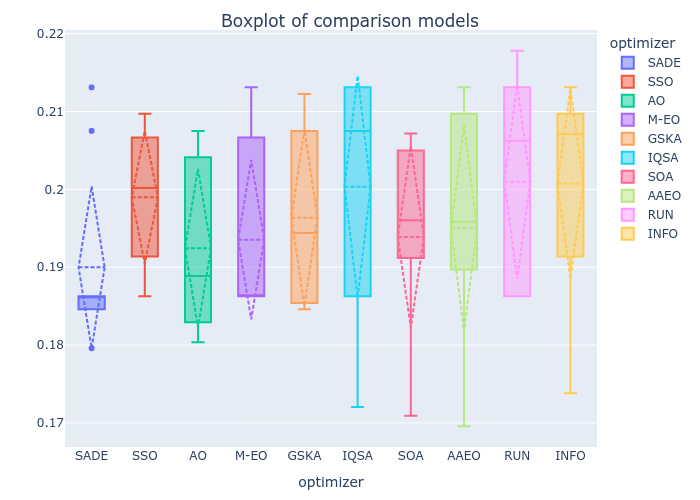 Boxplot of comparison models
0.22
0.21
0.2
0.19
0.18
0.17
SADE SSO AO M-EO GSKA IQSA SOA AAEO RUN INFO
optimizer
optimizer
SADE
SSO
AO
M-EO
GSKA
IQSA
SOA
AAEO
RUN
INFO